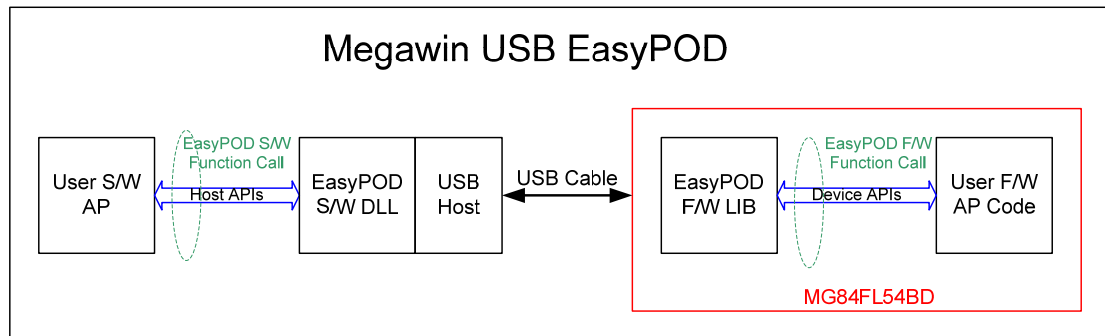 Megawin USB EasyPOD
User S/W
AP
EasyPOD S/W
Function Call
Host APIs
EasyPOD
S/W DLL
USB
Host
USB Cable
EasyPOD
F/W LIB
EasyPOD F/W
Function Call
Device APIs
User F/W
AP Code
MG84FL54BD